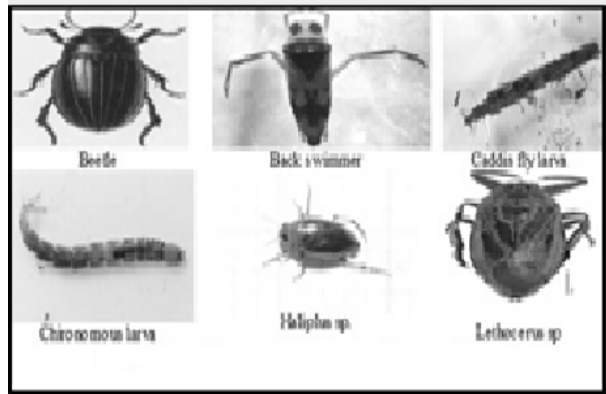 Beetle
Back swimmer
Caddis fly larva
Chironomous larva
Haliplus sp.
Lethocerus sp